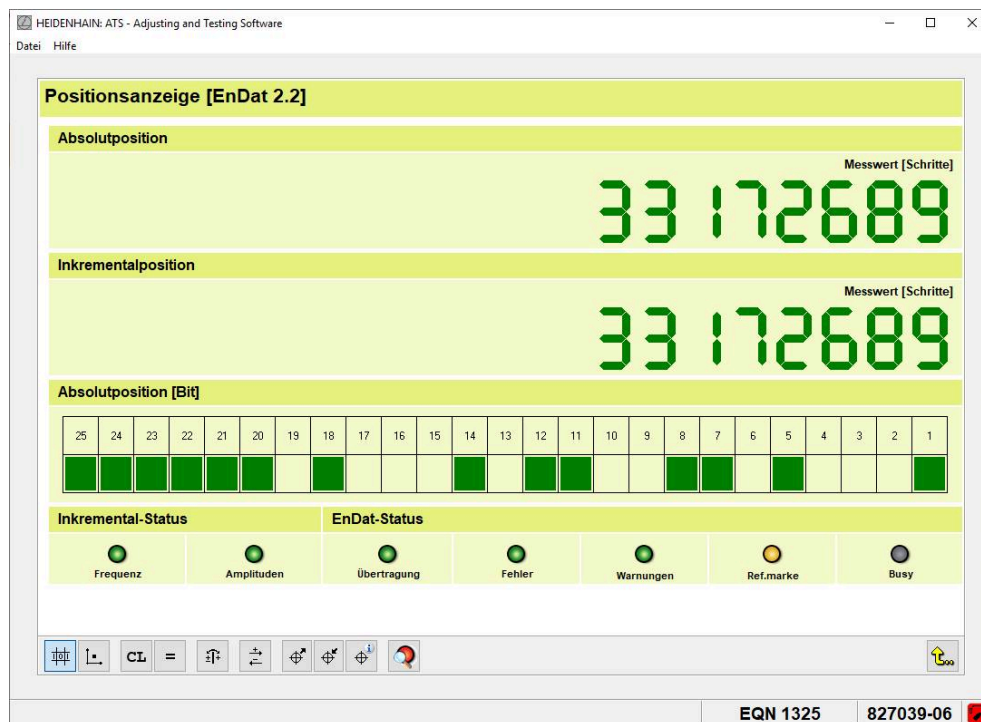 HEIDENHAIN: ATS - Adjusting and Testing Software
Datei Hilfe
Positionsanzeige [EnDat 2.2]
Absolutposition
Messwert [Schritte]
33172689
Inkrementalposition
Messwert [Schritte]
33172689
Absolutposition [Bit]
25 24 23 22 21 20 19 18 17 16 15 14 13 12 11 10 9 8 7 6 5 4 3 2 1
Inkremental-Status EnDat-Status
Frequenz Amplituden Übertragung Fehler Warnungen Ref.marke Busy
CL =
EQN 1325 827039-06